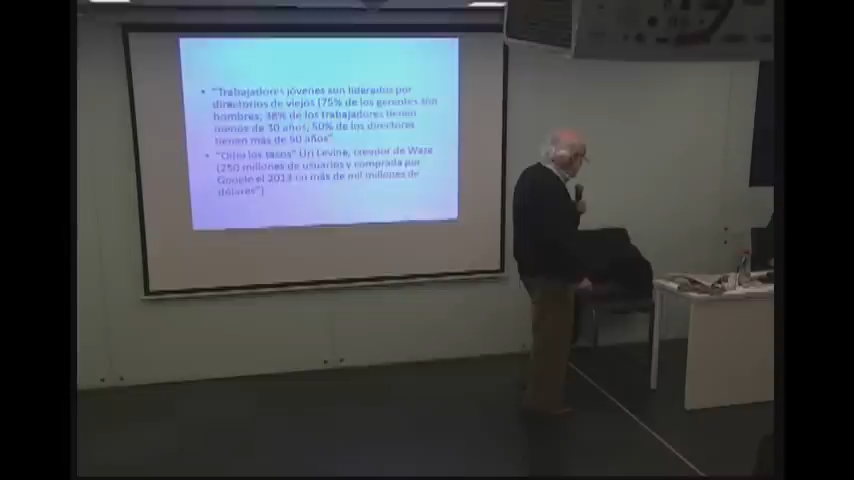 • "Trabajadores jóvenes son liderados por
directorios de viejos (75% de los gerentes son
hombres; 38% de los trabajadores tienen
menos de 30 años, 50% de los directores
tienen más de 50 años"
• "Odio los tacos" Uri Levine, creador de Waze
(250 millones de usuarios y comprada por
Google el 2013 en más de mil millones de
dólares")